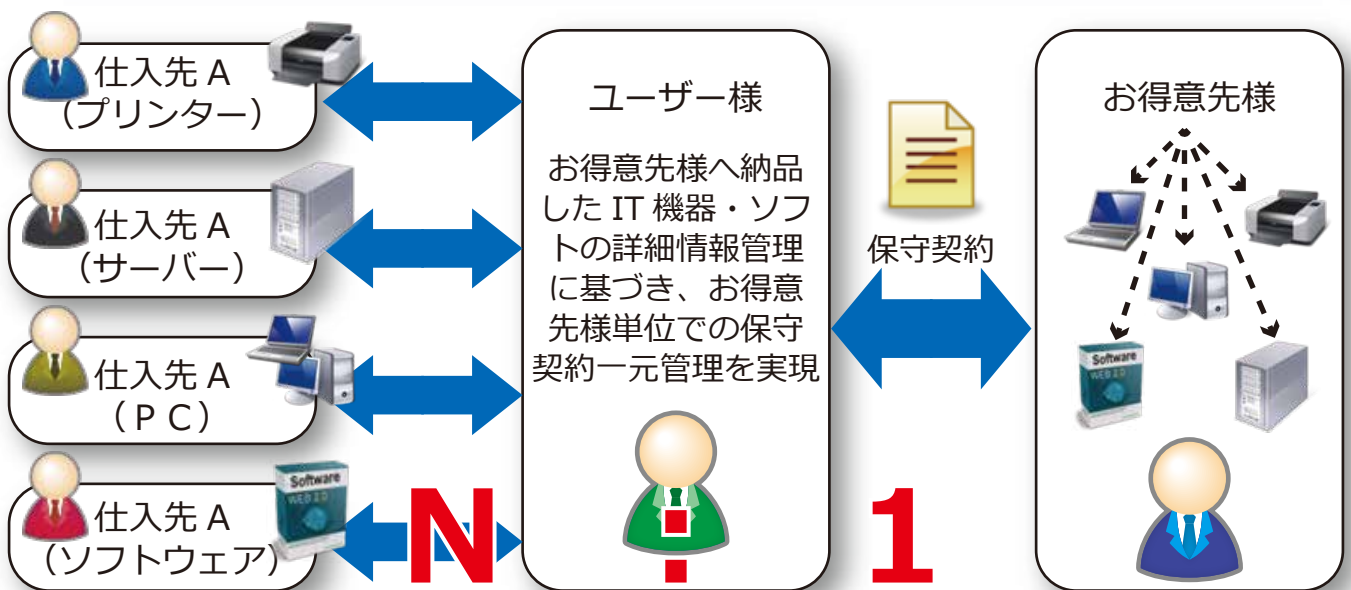 仕入先 A
（プリンター）
仕入先 A
（サーバー）
仕入先 A
（ＰＣ）
仕入先 A
（ソフトウェア）
N
ユーザー様
お得意先様へ納品
した IT 機器・ソフ
トの詳細情報管理
に基づき、お得意
先様単位での保守
契約一元管理を実現
:
保守契約
1
お得意先様
Software
WEB 2.0
Software
WEB 2.0